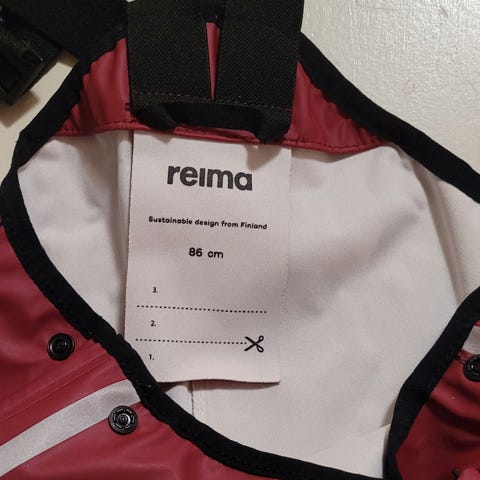 reima
Sustainable design from Finland
86 cm
3.
2.
1.